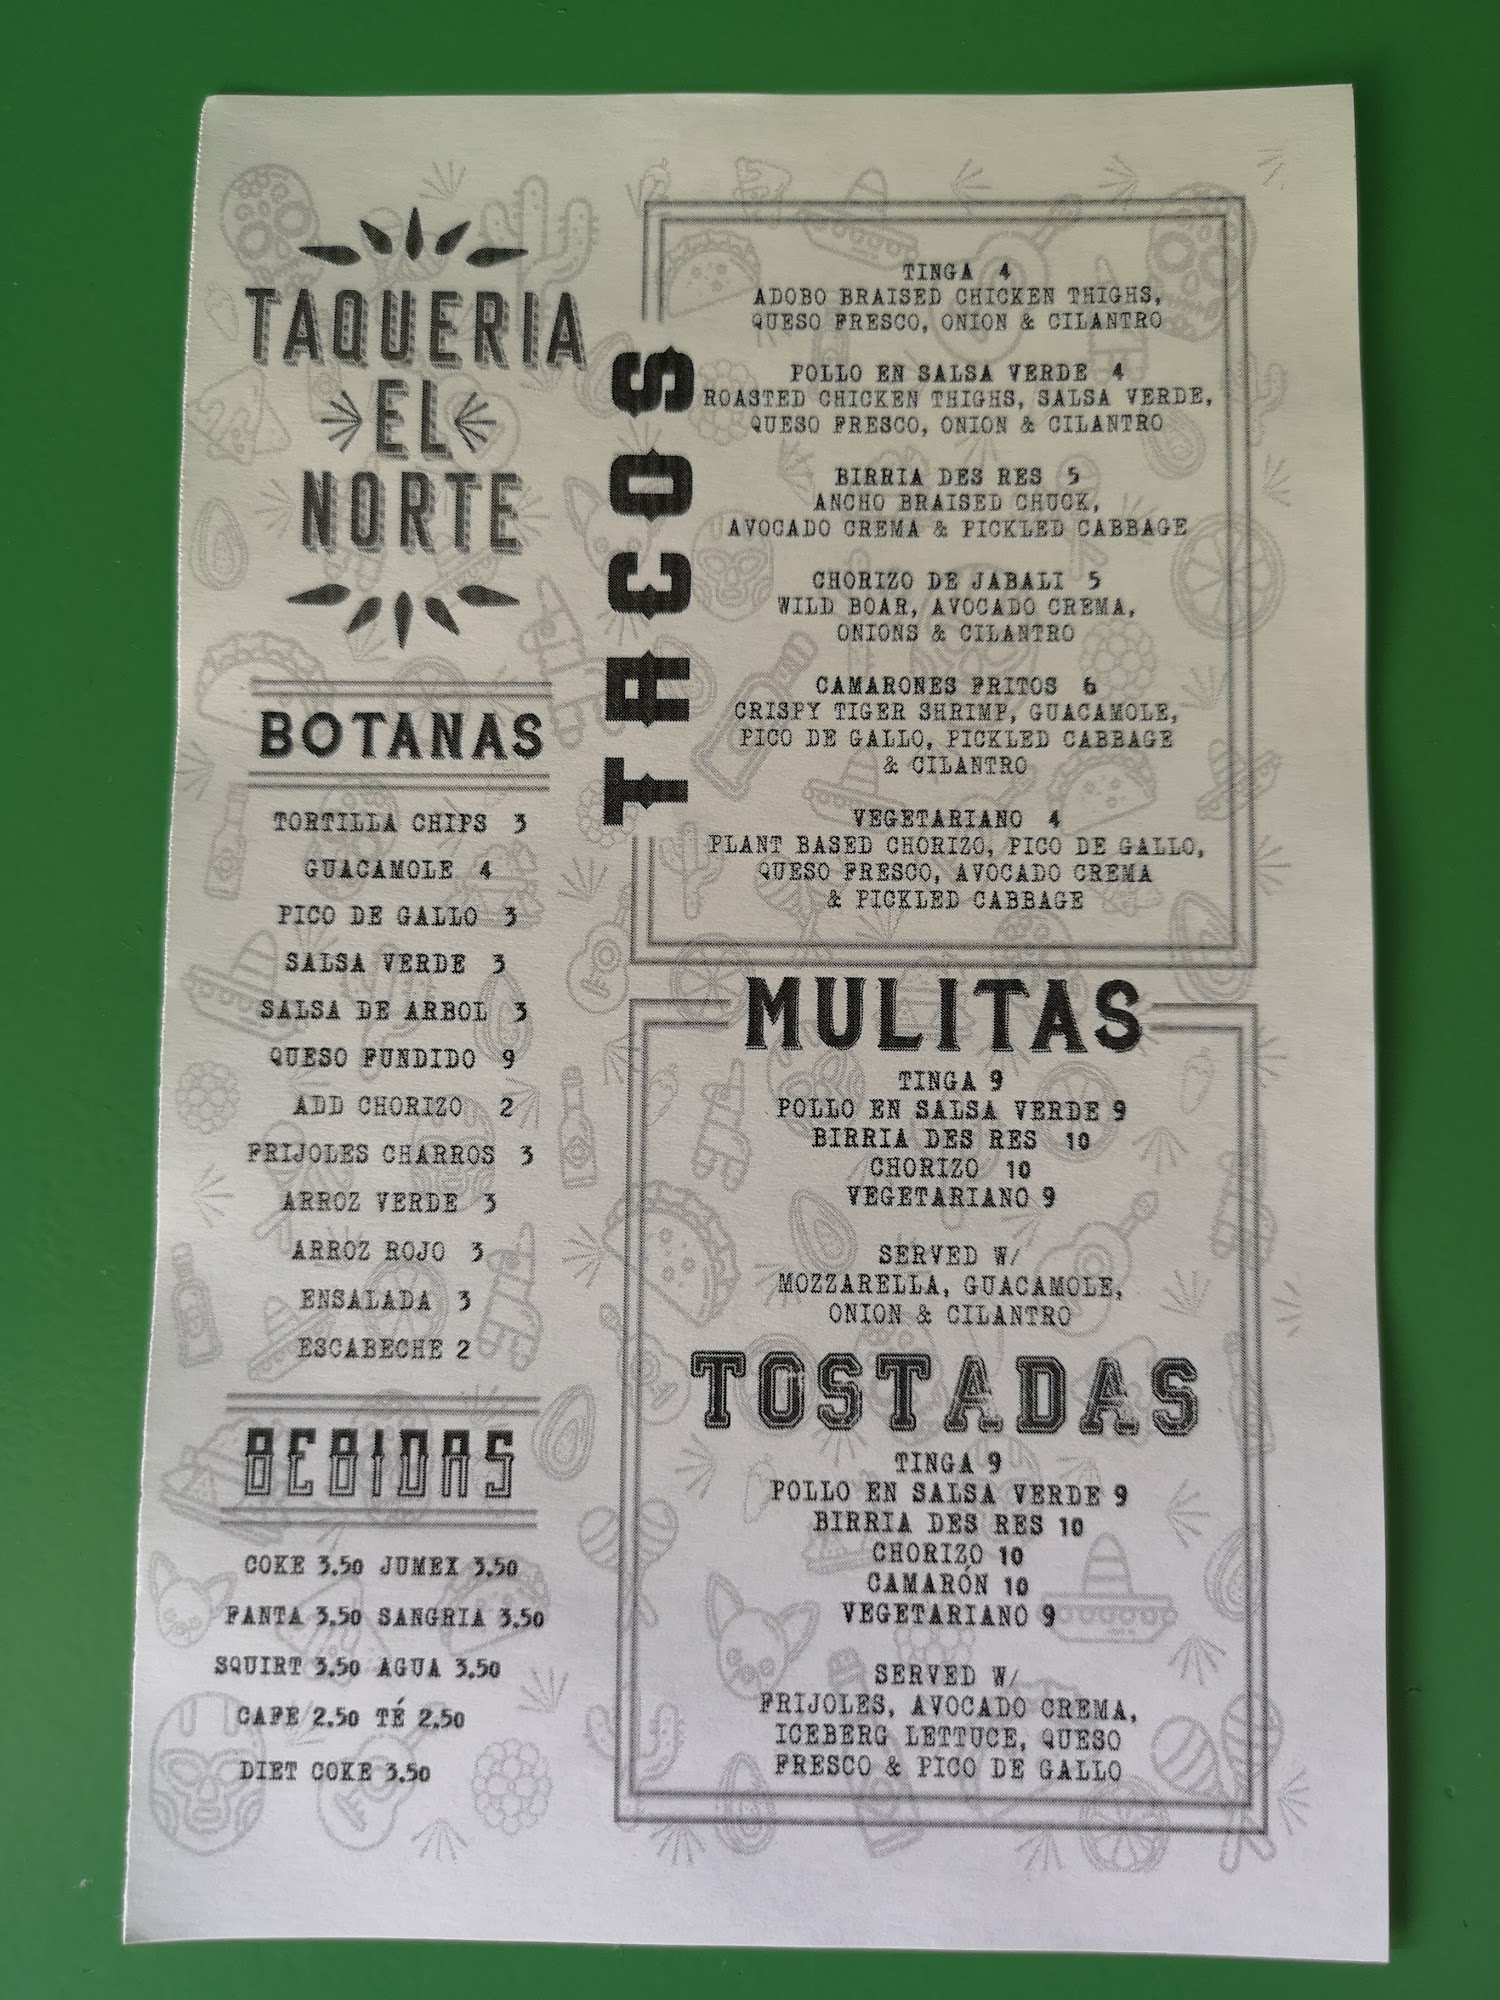 TAQUERIA
EL
NORTE
BOTANAS
TORTILLA CHIPS 3
GUACAMOLE 4
PICO DE GALLO 3
SALSA VERDE 3
SALSA DE ARBOL 3
QUESO FUNDIDO 9
ADD CHORIZO 2
FRIJOLES CHARROS 3
ARROZ VERDE 3
ARROZ ROJO 3
ENSALADA 3
ESCABECHE 2
BEBIDAS
COKE 3.50 JUMEX 3.50
FANTA 3.50 SANGRIA 3.50
SQUIRT 3.50 AGUA 3.50
CAFE 2.50 TÉ 2.50
DIET COKE 3.50
TACOS
TINGA 4
ADOBO BRAISED CHICKEN THIGHS,
QUESO FRESCO, ONION & CILANTRO
POLLO EN SALSA VERDE 4
ROASTED CHICKEN THIGHS, SALSA VERDE,
QUESO FRESCO, ONION & CILANTRO
BIRRIA DES RES 5
ANCHO BRAISED CHUCK,
AVOCADO CREMA & PICKLED CABBAGE
CHORIZO DE JABALI 5
WILD BOAR, AVOCADO CREMA,
ONIONS & CILANTRO
CAMARONES FRITOS 6
CRISPY TIGER SHRIMP, GUACAMOLE,
PICO DE GALLO, PICKLED CABBAGE
& CILANTRO
VEGETARIANO 4
PLANT BASED CHORIZO, PICO DE GALLO,
QUESO FRESCO, AVOCADO CREMA
& PICKLED CABBAGE
MULITAS
TINGA 9
POLLO EN SALSA VERDE 9
BIRRIA DES RES 10
CHORIZO 10
VEGETARIANO 9
SERVED W/
MOZZARELLA, GUACAMOLE,
ONION & CILANTRO
TOSTADAS
TINGA 9
POLLO EN SALSA VERDE 9
BIRRIA DES RES 10
CHORIZO 10
CAMARÓN 10
VEGETARIANO 9
SERVED W/
FRIJOLES, AVOCADO CREMA,
ICEBERG LETTUCE, QUESO
FRESCO & PICO DE GALLO